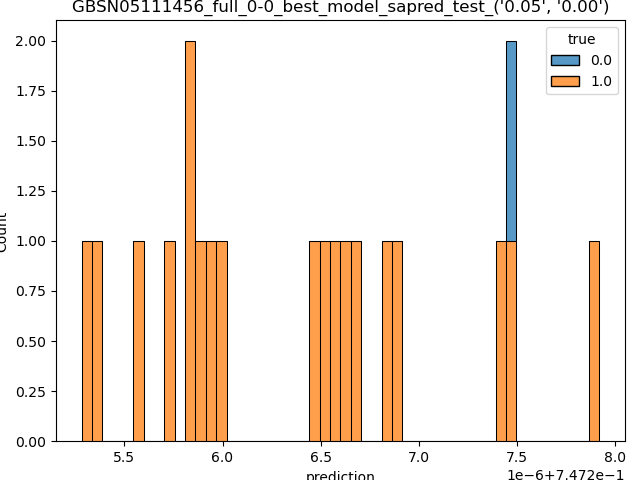 GBSN05111456_full_0-0_best_model_sapred_test_('0.05', '0.00')
2.00
1.75
1.50
1.25
1.00
0.75
0.50
0.25
0.00
Count
true
0.0
1.0
5.5 6.0 6.5 7.0 7.5 8.0
1e−6+7.472e−1
prediction